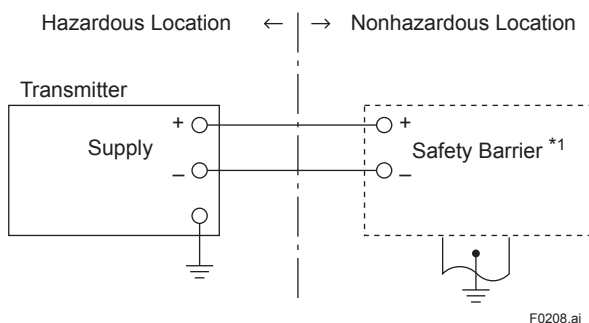 Hazardous Location ← → Nonhazardous Location
Transmitter
Supply
+
–
+
–
Safety Barrier *1
F0208.ai